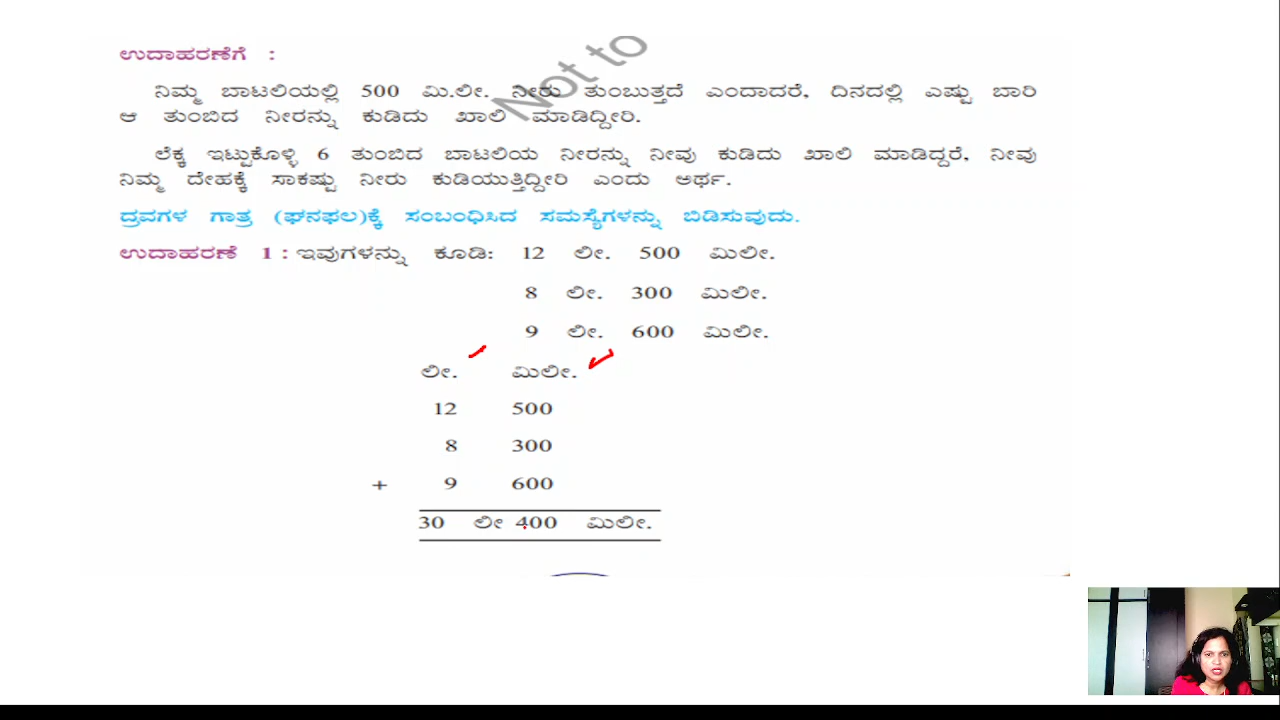 ಉದಾಹರಣೆಗೆ :
Not to
ನಿಮ್ಮ ಬಾಟಲಿಯಲ್ಲಿ 500 ಮಿ.ಲೀ. ನೀರು ತುಂಬುತ್ತದೆ ಎಂದಾದರೆ, ದಿನದಲ್ಲಿ ಎಷ್ಟು ಬಾರಿ
ಆ ತುಂಬಿದ ನೀರನ್ನು ಕುಡಿದು ಖಾಲಿ ಮಾಡಿದ್ದೀರಿ.
ಲೆಕ್ಕ ಇಟ್ಟುಕೊಳ್ಳಿ 6 ತುಂಬಿದ ಬಾಟಲಿಯ ನೀರನ್ನು ನೀವು ಕುಡಿದು ಖಾಲಿ ಮಾಡಿದ್ದರೆ, ನೀವು
ನಿಮ್ಮ ದೇಹಕ್ಕೆ ಸಾಕಷ್ಟು ನೀರು ಕುಡಿಯುತ್ತಿದ್ದೀರಿ ಎಂದು ಅರ್ಥ.
ದ್ರವಗಳ ಗಾತ್ರ (ಘನಫಲ)ಕ್ಕೆ ಸಂಬಂಧಿಸಿದ ಸಮಸ್ಯೆಗಳನ್ನು ಬಿಡಿಸುವುದು.
ಉದಾಹರಣೆ 1 : ಇವುಗಳನ್ನು ಕೂಡಿ: 12 ಲೀ. 500 ಮಿಲೀ.
8 ಲೀ. 300 ಮಿಲೀ.
9 ಲೀ. 600 ಮಿಲೀ.
ಲೀ. ಮಿಲೀ.
12 500
8 300
+ 9 600
30 ಲೀ 400 ಮಿಲೀ.